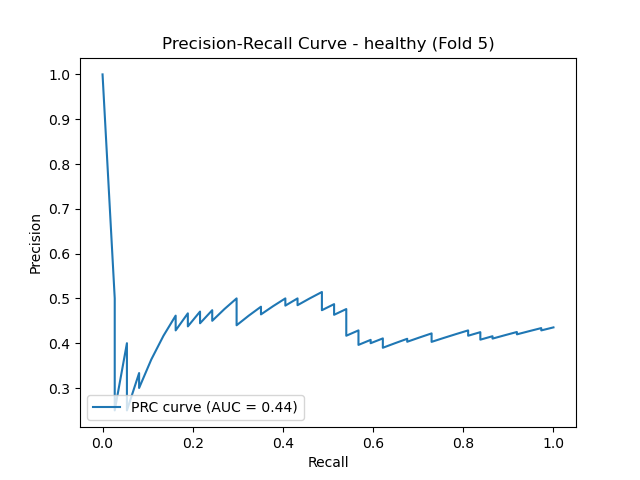 Precision-Recall Curve - healthy (Fold 5)
1.0
0.9
0.8
0.7
0.6
0.5
0.4
0.3
Precision
PRC curve (AUC = 0.44)
0.0 0.2 0.4 0.6 0.8 1.0
Recall